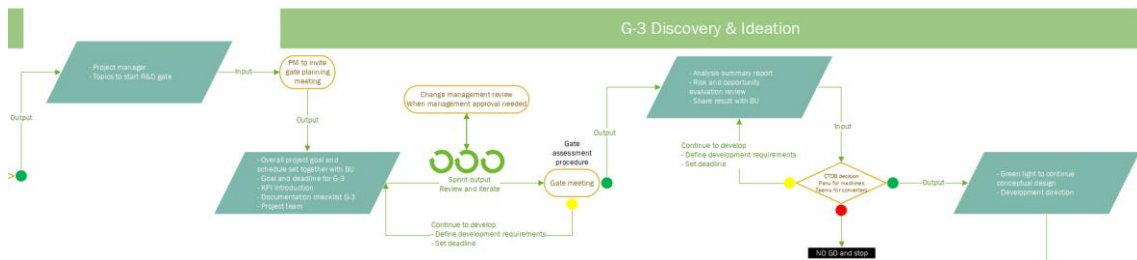 G-3 Discovery & Ideation
Output
- Project manager
- Topics to start R&D gate
Input
PM to invite
gate planning
meeting
Output
- Overall project goal and
schedule set together with BU
- Goal and deadline for G-3
- KPI introduction
- Documentation checklist G-3
- Project team
Change management review
When management approval needed
Sprint output
Review and iterate
Gate
assessment
procedure
Gate meeting
Continue to develop
- Define development requirements
- Set deadline
Output
- Analysis summary report
- Risk and opportunity
evaluation review
- Share result with BU
Continue to develop
- Define development requirements
- Set deadline
Input
decision
for machines
for converters
Output
NO GO and stop
- Green light to continue
conceptual design
- Development direction